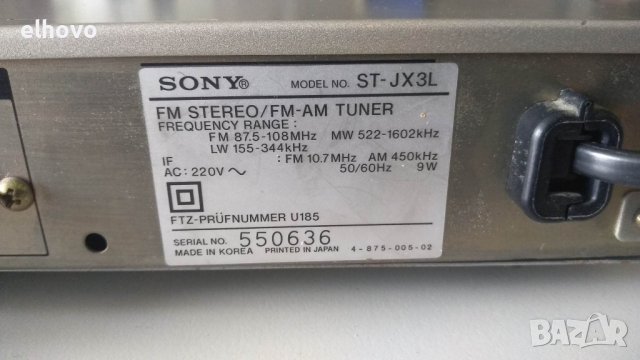 elhovo
SONY® MODEL NO. ST-JX3L
FM STEREO/FM-AM TUNER
FREQUENCY RANGE:
FM 87.5-108MHz MW 522-1602kHz
LW 155-344kHz
IF : FM 10.7MHz AM 450kHz
AC: 220V ~ 50/60Hz 9W
FTZ-PRÜFNUMMER U185
SERIAL NO. 550636
MADE IN KOREA PRINTED IN JAPAN 4-875-005-02
BAZAR